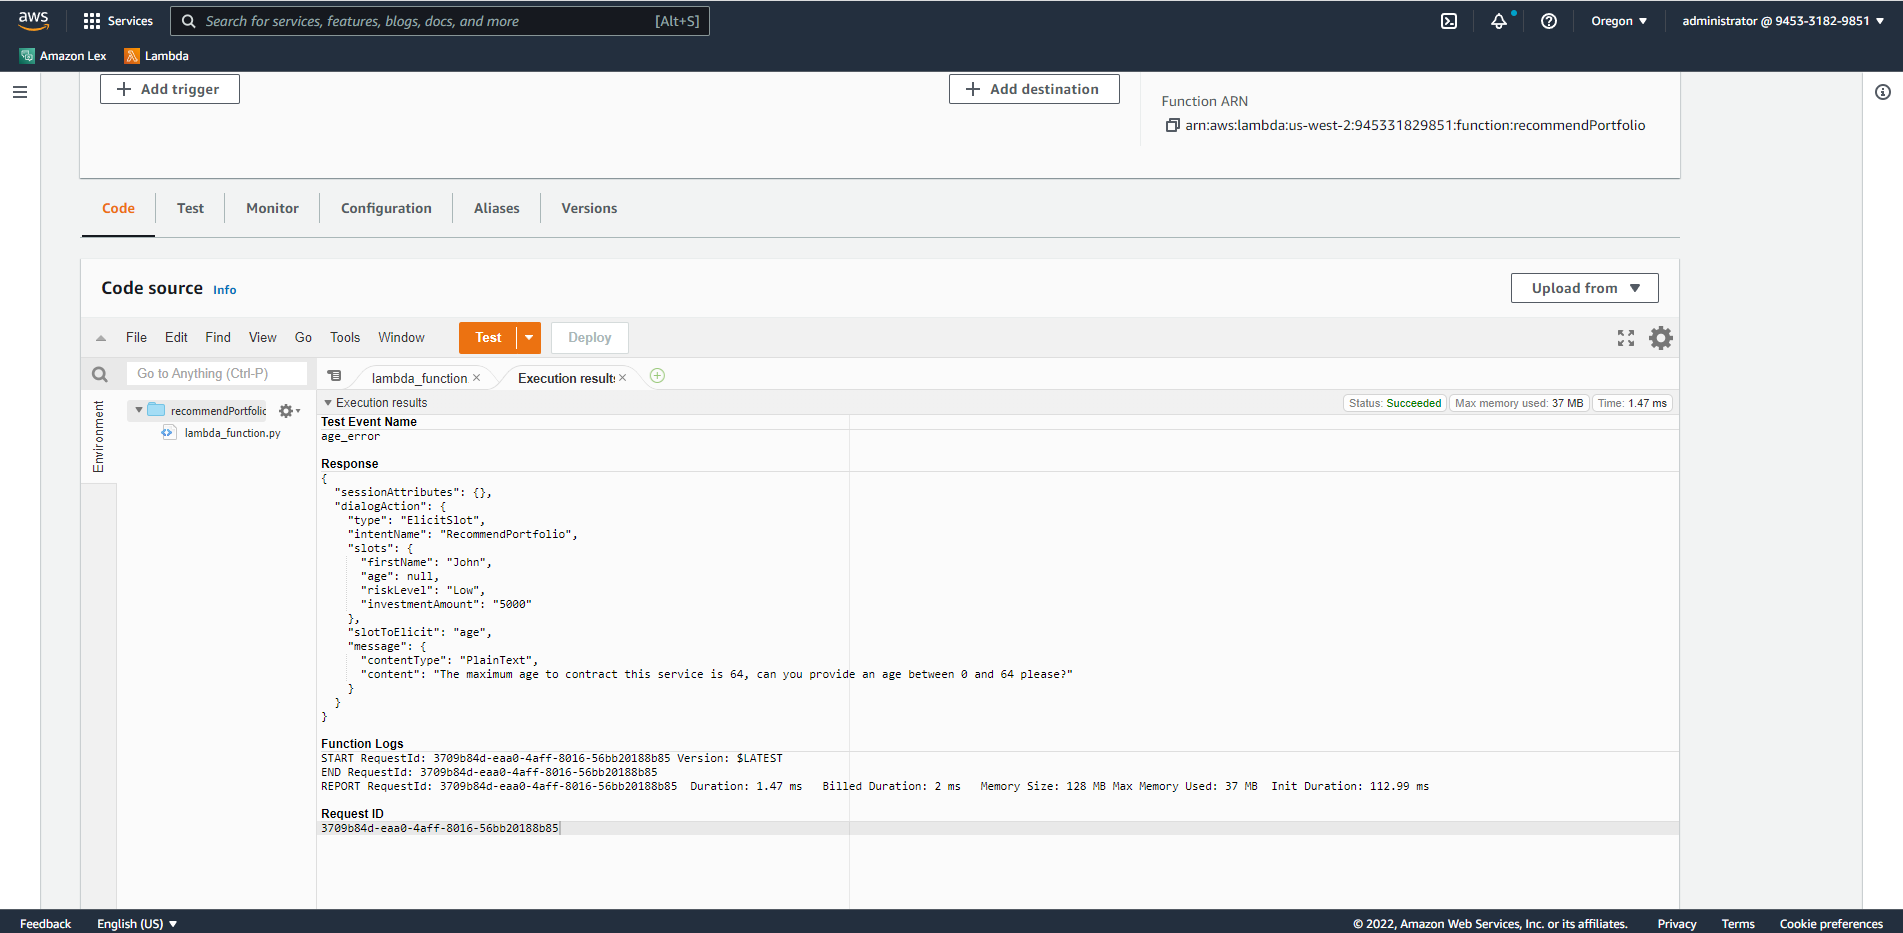 aws
Services
Search for services, features, blogs, docs, and more
[Alt+S]
Oregon
administrator @ 9453-3182-9851
Amazon Lex
Lambda
Add trigger
Add destination
Function ARN
arn:aws:lambda:us-west-2:945331829851:function:recommendPortfolio
Code
Test
Monitor
Configuration
Aliases
Versions
Code source Info
Upload from
File Edit Find View Go Tools Window
Test
Deploy
Go to Anything (Ctrl-P)
lambda_function
Execution results
Environment
recommendPortfolio
lambda_function.py
Execution results
Status: Succeeded
Max memory used: 37 MB
Time: 1.47 ms
Test Event Name
age_error
Response
{
"sessionAttributes": {},
"dialogAction": {
"type": "ElicitSlot",
"intentName": "RecommendPortfolio",
"slots": {
"firstName": "John",
"age": null,
"riskLevel": "Low",
"investmentAmount": "5000"
},
"slotToElicit": "age",
"message": {
"contentType": "PlainText",
"content": "The maximum age to contract this service is 64, can you provide an age between 0 and 64 please?"
}
}
}
Function Logs
START RequestId: 3709b84d-eaa0-4aff-8016-56bb20188b85 Version: $LATEST
END RequestId: 3709b84d-eaa0-4aff-8016-56bb20188b85
REPORT RequestId: 3709b84d-eaa0-4aff-8016-56bb20188b85 Duration: 1.47 ms Billed Duration: 2 ms Memory Size: 128 MB Max Memory Used: 37 MB Init Duration: 112.99 ms
Request ID
3709b84d-eaa0-4aff-8016-56bb20188b85
Feedback
English (US)
© 2022, Amazon Web Services, Inc. or its affiliates.
Privacy
Terms
Cookie preferences